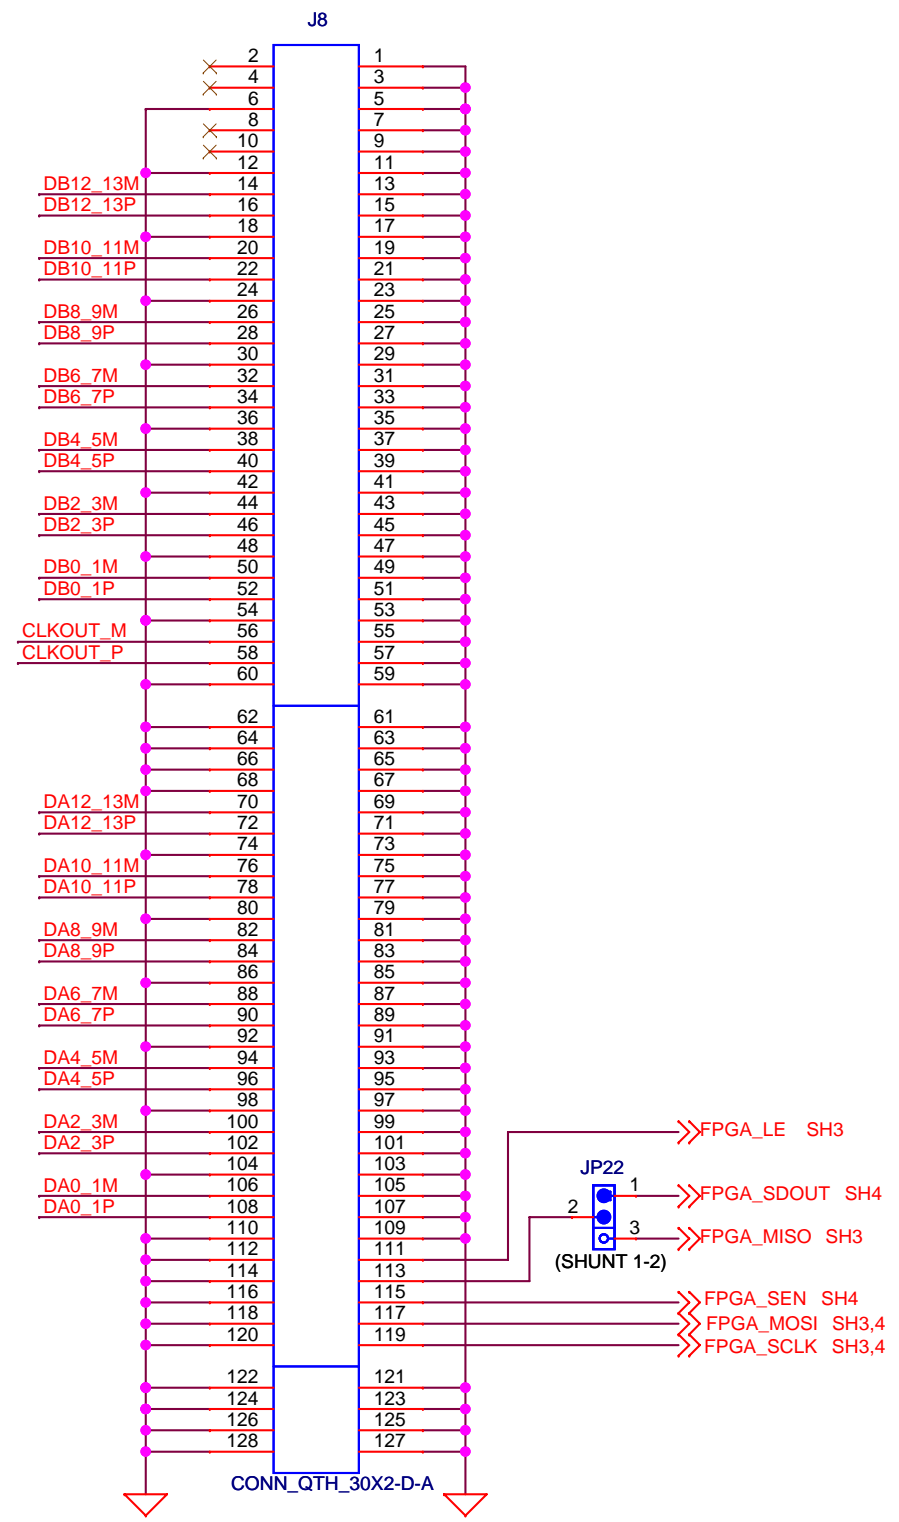 J8
2 1
4 3
6 5
8 7
10 9
12 11
DB12_13M 14 13
DB12_13P 16 15
18 17
DB10_11M 20 19
DB10_11P 22 21
24 23
DB8_9M 26 25
DB8_9P 28 27
30 29
DB6_7M 32 31
DB6_7P 34 33
36 35
DB4_5M 38 37
DB4_5P 40 39
42 41
DB2_3M 44 43
DB2_3P 46 45
48 47
DB0_1M 50 49
DB0_1P 52 51
54 53
CLKOUT_M 56 55
CLKOUT_P 58 57
60 59
62 61
64 63
66 65
68 67
DA12_13M 70 69
DA12_13P 72 71
74 73
DA10_11M 76 75
DA10_11P 78 77
80 79
DA8_9M 82 81
DA8_9P 84 83
86 85
DA6_7M 88 87
DA6_7P 90 89
92 91
DA4_5M 94 93
DA4_5P 96 95
98 97
DA2_3M 100 99 FPGA_LE SH3
DA2_3P 102 101
104 103 JP22
DA0_1M 106 105 1 FPGA_SDOUT SH4
DA0_1P 108 107 2
110 109 3 FPGA_MISO SH3
112 111 (SHUNT 1-2)
114 113
116 115 FPGA_SEN SH4
118 117 FPGA_MOSI SH3,4
120 119 FPGA_SCLK SH3,4
122 121
124 123
126 125
128 127
CONN_QTH_30X2-D-A